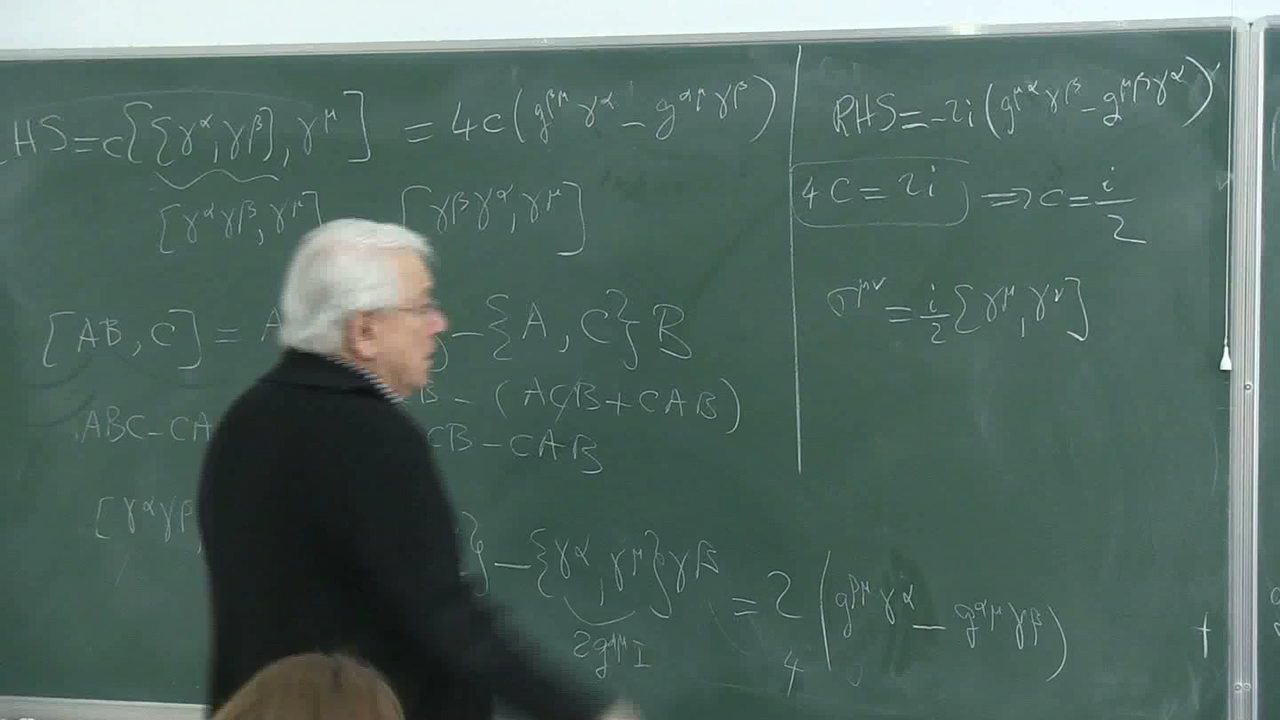 HS = c[[γ^α, γ^β], γ^μ] = 4c(g^{βμ} γ^α - g^{αμ} γ^β)
[γ^α γ^β, γ^μ] [γ^β γ^α, γ^μ]
[AB, C] = A - {A, C}B
ABC - CA B - (ACB + CAB)
CB - CAB
[γ^α γ^β, } - {γ^α, γ^μ}γ^β = 2 (g^{βμ} γ^α - g^{αμ} γ^β)
2g^{αμ} I 4
RHS = -2i(g^{μα} γ^β - g^{μβ} γ^α)
4C = 2i ⇒ c = i/2
σ^{μν} = i/2 [γ^μ, γ^ν]